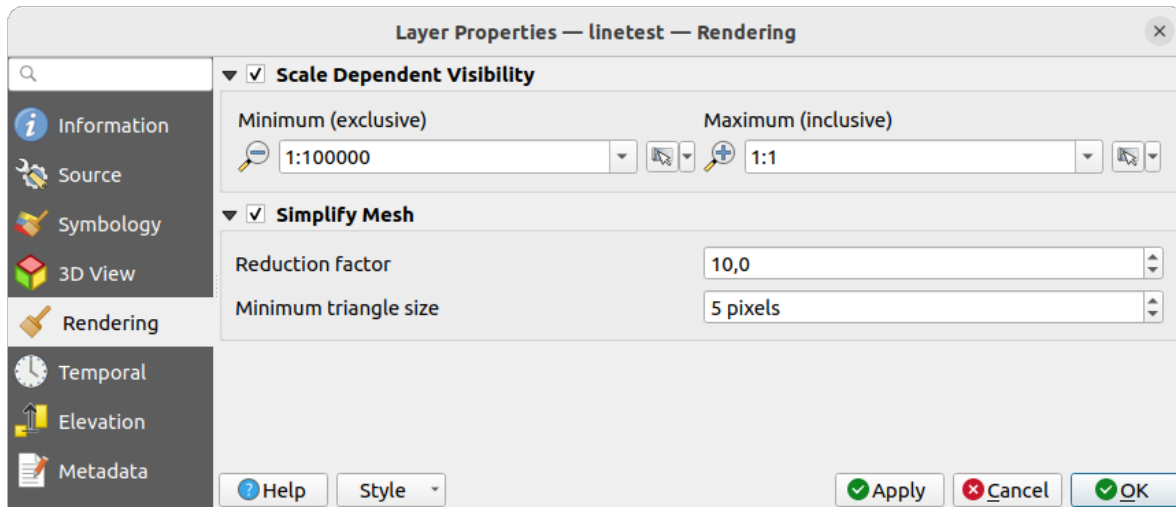 Layer Properties — linetest — Rendering
Scale Dependent Visibility
Information
Minimum (exclusive) Maximum (inclusive)
1:100000 1:1
Source
Simplify Mesh
Symbology
Reduction factor 10,0
3D View
Minimum triangle size 5 pixels
Rendering
Temporal
Elevation
Metadata
Help Style Apply Cancel OK